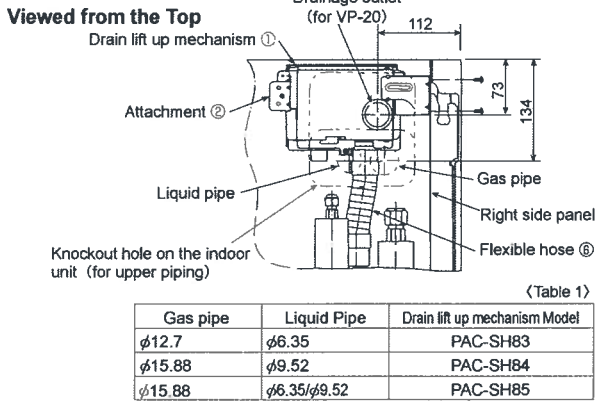 Viewed from the Top
Drainage outlet
(for VP-20)
112
Drain lift up mechanism ①
73
134
Attachment ②
Liquid pipe
Gas pipe
Right side panel
Knockout hole on the indoor
unit (for upper piping)
Flexible hose ⑥
〈Table 1〉
Gas pipe Liquid Pipe Drain lift up mechanism Model
ϕ12.7 ϕ6.35 PAC-SH83
ϕ15.88 ϕ9.52 PAC-SH84
ϕ15.88 ϕ6.35/ϕ9.52 PAC-SH85